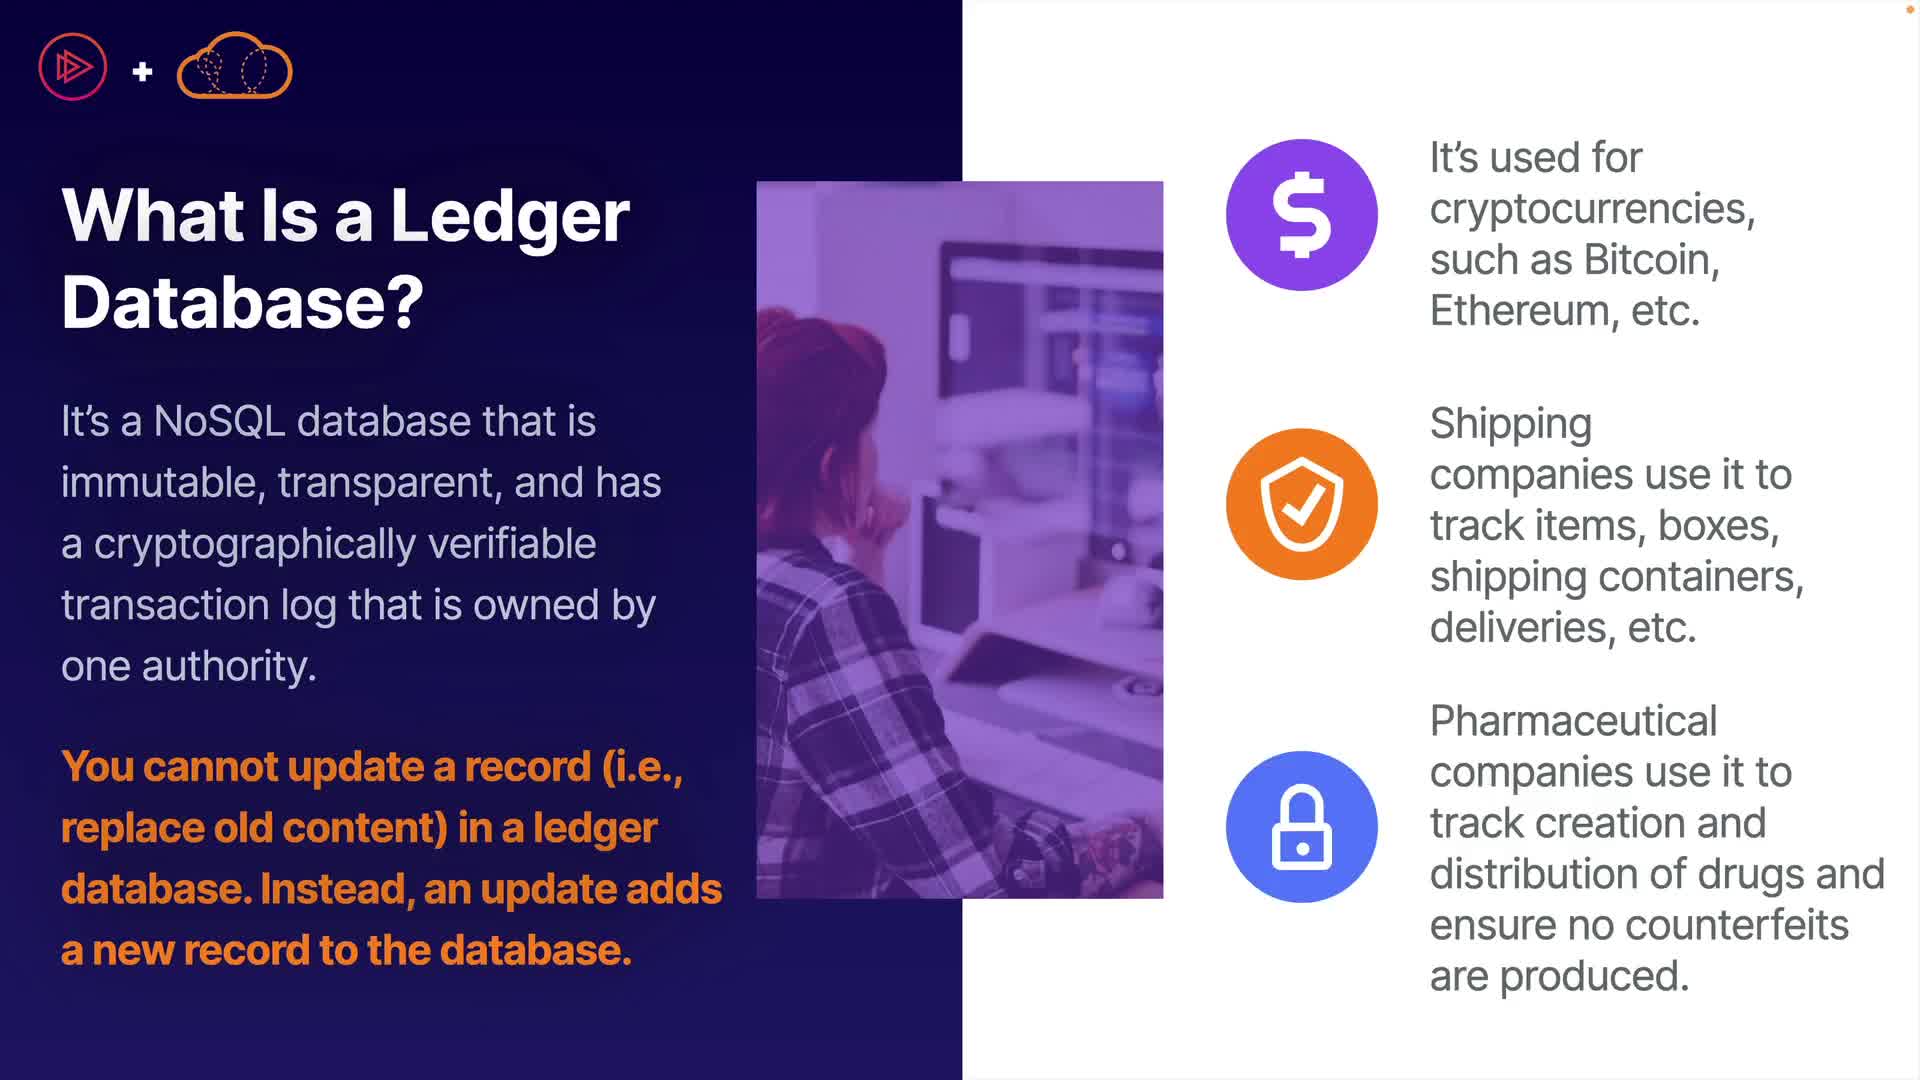 What Is a Ledger
Database?
It’s a NoSQL database that is
immutable, transparent, and has
a cryptographically verifiable
transaction log that is owned by
one authority.
You cannot update a record (i.e.,
replace old content) in a ledger
database. Instead, an update adds
a new record to the database.
It’s used for
cryptocurrencies,
such as Bitcoin,
Ethereum, etc.
Shipping
companies use it to
track items, boxes,
shipping containers,
deliveries, etc.
Pharmaceutical
companies use it to
track creation and
distribution of drugs and
ensure no counterfeits
are produced.